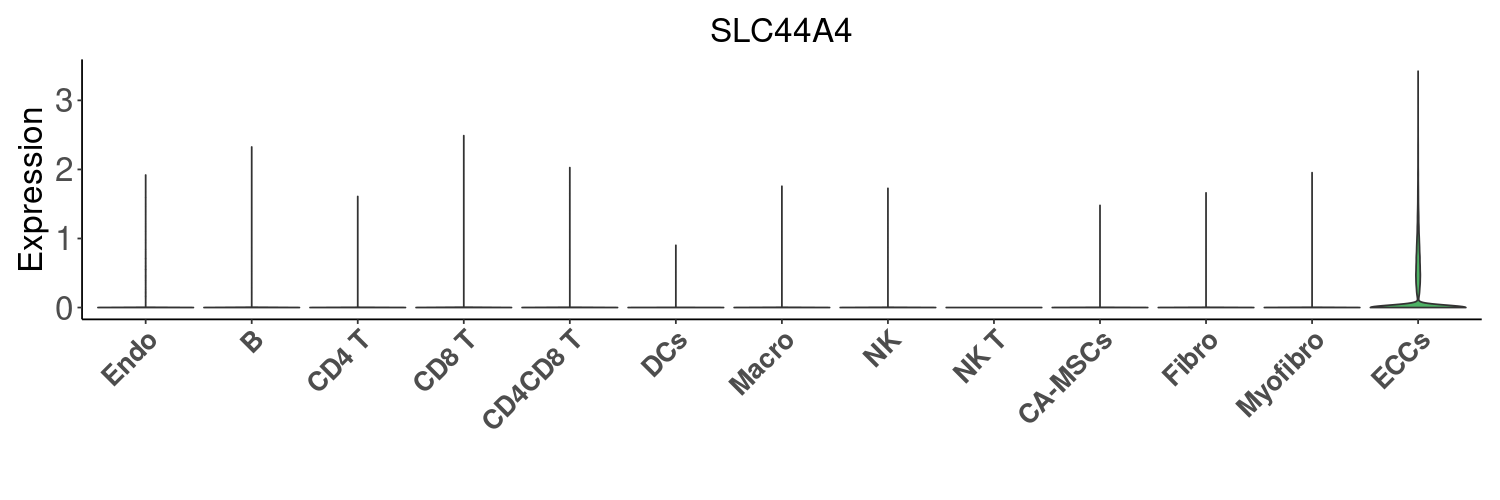 SLC44A4
Expression
3
2
1
0
Endo
B
CD4 T
CD8 T
CD4CD8 T
DCs
Macro
NK
NK T
CA-MSCs
Fibro
Myofibro
ECCs